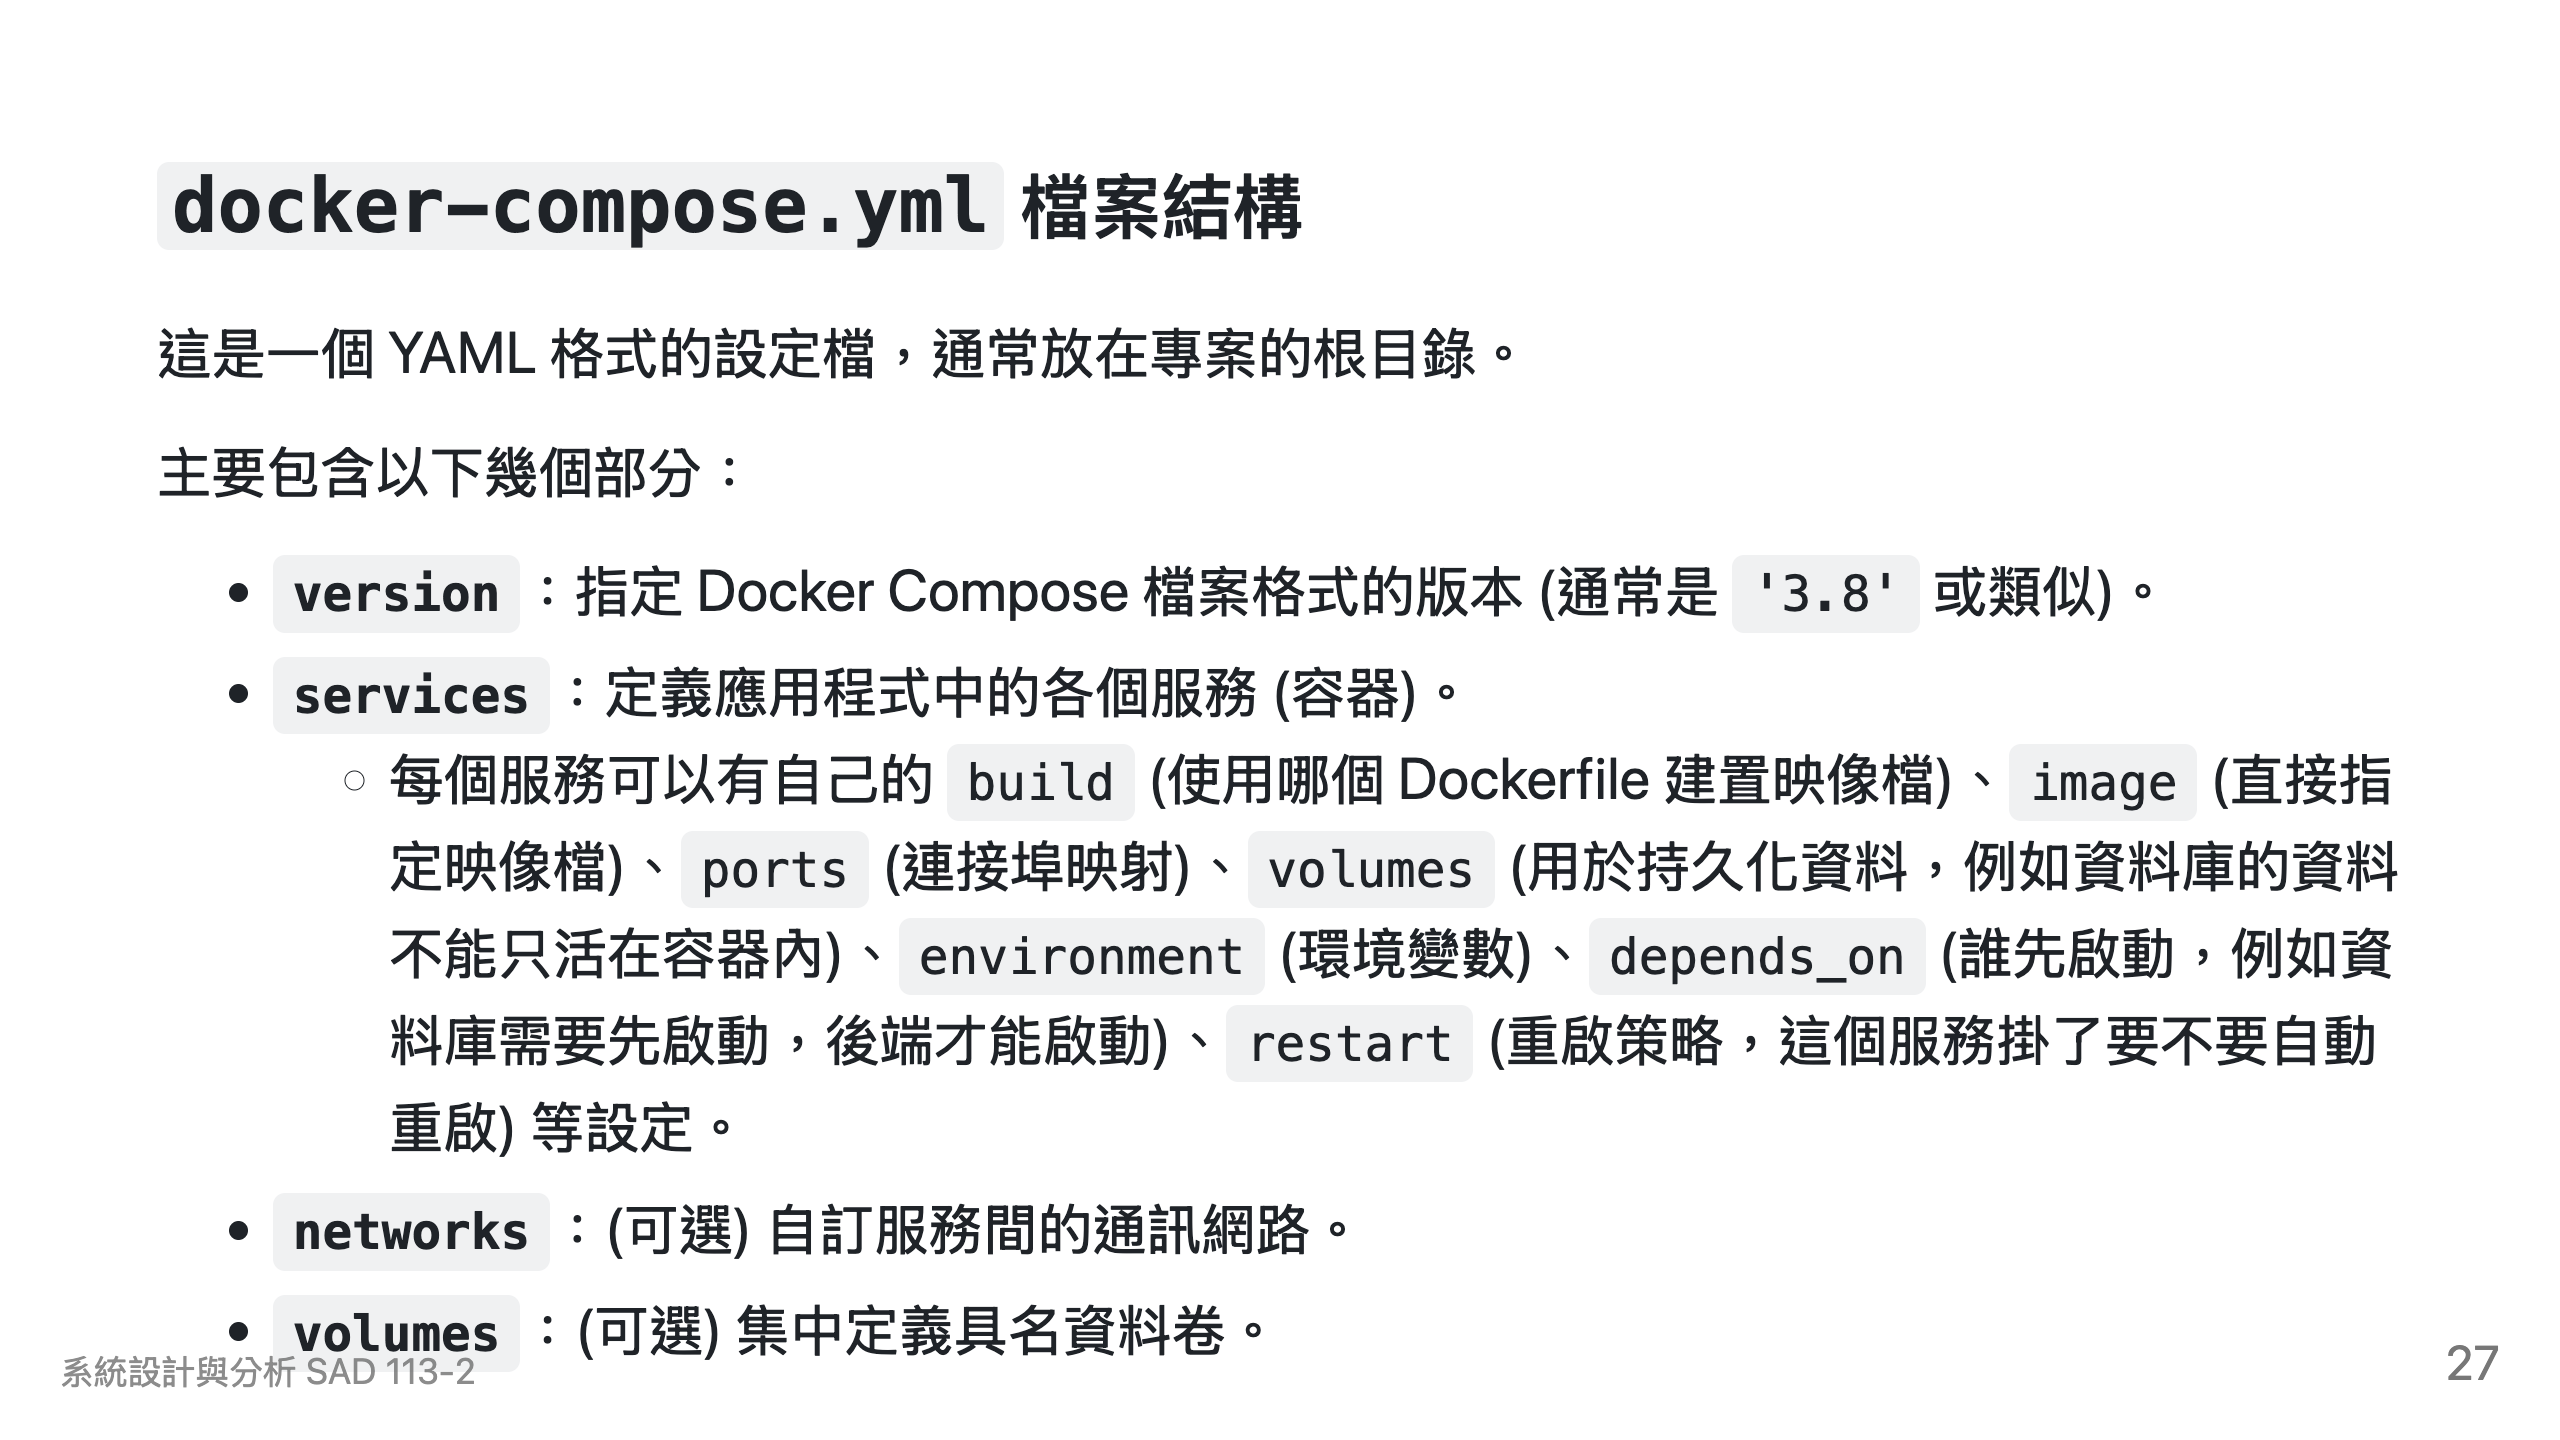 docker-compose.yml 檔案結構
這是一個 YAML 格式的設定檔，通常放在專案的根目錄。
主要包含以下幾個部分：
• version：指定 Docker Compose 檔案格式的版本 (通常是 '3.8' 或類似)。
• services：定義應用程式中的各個服務 (容器)。
○ 每個服務可以有自己的 build (使用哪個 Dockerfile 建置映像檔)、image (直接指
定映像檔)、ports (連接埠映射)、volumes (用於持久化資料，例如資料庫的資料
不能只活在容器內)、environment (環境變數)、depends_on (誰先啟動，例如資
料庫需要先啟動，後端才能啟動)、restart (重啟策略，這個服務掛了要不要自動
重啟) 等設定。
• networks：(可選) 自訂服務間的通訊網路。
• volumes：(可選) 集中定義具名資料卷。
系統設計與分析 SAD 113-2
27